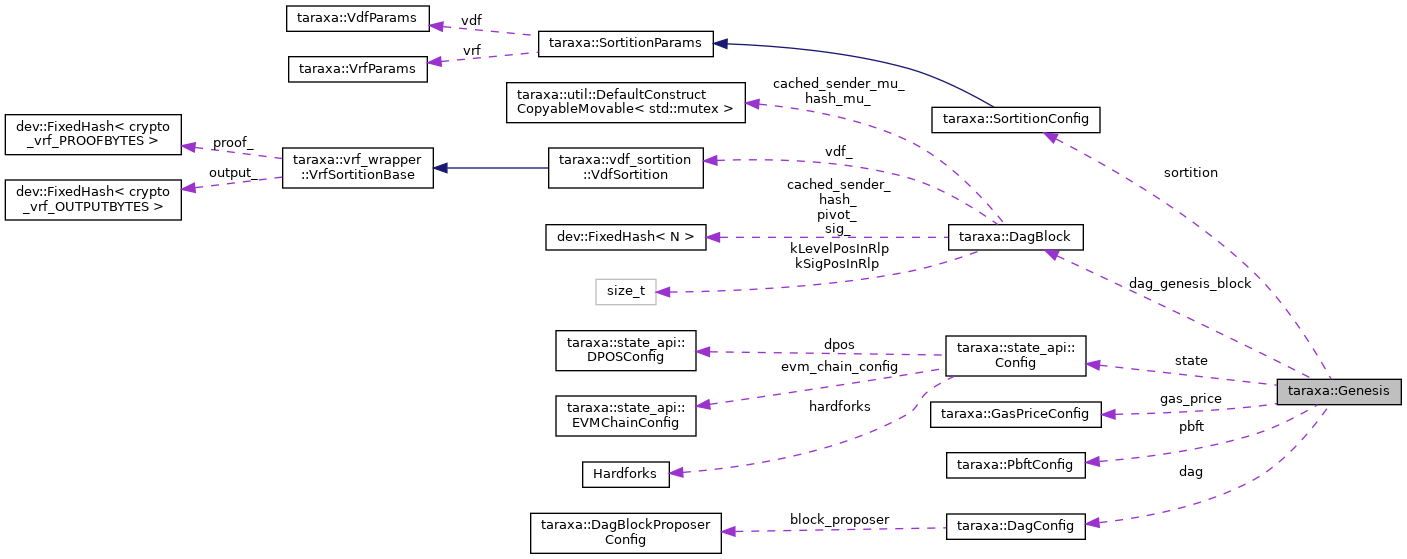 taraxa::VdfParams
vdf
taraxa::SortitionParams
vrf
taraxa::VrfParams
taraxa::util::DefaultConstruct
CopyableMovable< std::mutex >
cached_sender_mu_
hash_mu_
taraxa::SortitionConfig
dev::FixedHash< crypto
_vrf_PROOFBYTES >
proof_
taraxa::vrf_wrapper
::VrfSortitionBase
taraxa::vdf_sortition
::VdfSortition
vdf_
output_
dev::FixedHash< crypto
_vrf_OUTPUTBYTES >
sortition
cached_sender_
hash_
pivot_
sig_
dev::FixedHash< N >
taraxa::DagBlock
kLevelPosInRlp
kSigPosInRlp
size_t
dag_genesis_block
taraxa::state_api::
DPOSConfig
dpos
taraxa::state_api::
Config
evm_chain_config
state
taraxa::Genesis
taraxa::state_api::
EVMChainConfig
hardforks
taraxa::GasPriceConfig
gas_price
pbft
Hardforks
taraxa::PbftConfig
dag
taraxa::DagBlockProposer
Config
block_proposer
taraxa::DagConfig